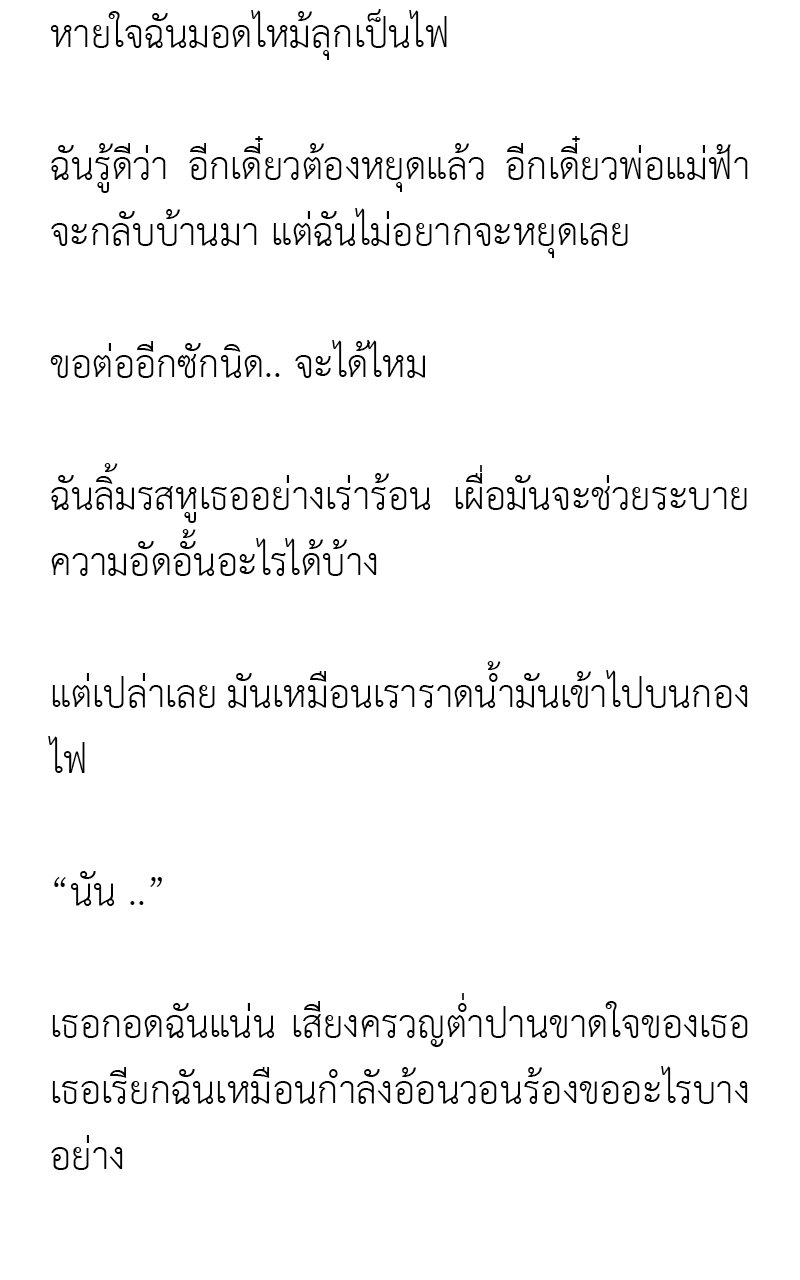 หายใจฉันมอดไหม้ลุกเป็นไฟ
ฉันรู้ดีว่า อีกเดี๋ยวต้องหยุดแล้ว อีกเดี๋ยวพ่อแม่ฟ้า
จะกลับบ้านมา แต่ฉันไม่อยากจะหยุดเลย
ขอต่ออีกซักนิด.. จะได้ไหม
ฉันลิ้มรสหูเธออย่างเร่าร้อน เผื่อมันจะช่วยระบาย
ความอัดอั้นอะไรได้บ้าง
แต่เปล่าเลย มันเหมือนเราราดน้ำมันเข้าไปบนกอง
ไฟ
“นัน ..”
เธอกอดฉันแน่น เสียงครวญต่ำปานขาดใจของเธอ
เธอเรียกฉันเหมือนกำลังอ้อนวอนร้องขออะไรบาง
อย่าง